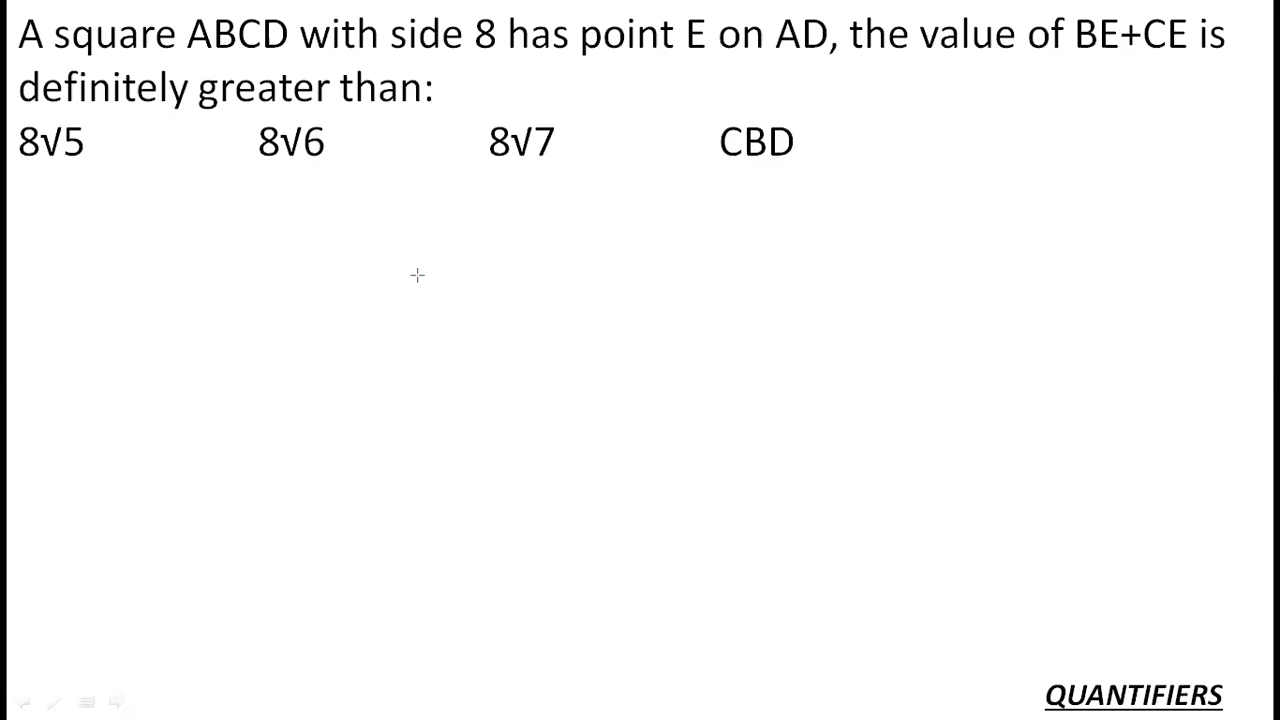 A square ABCD with side 8 has point E on AD, the value of BE+CE is
definitely greater than:
8√5 8√6 8√7 CBD
QUANTIFIERS